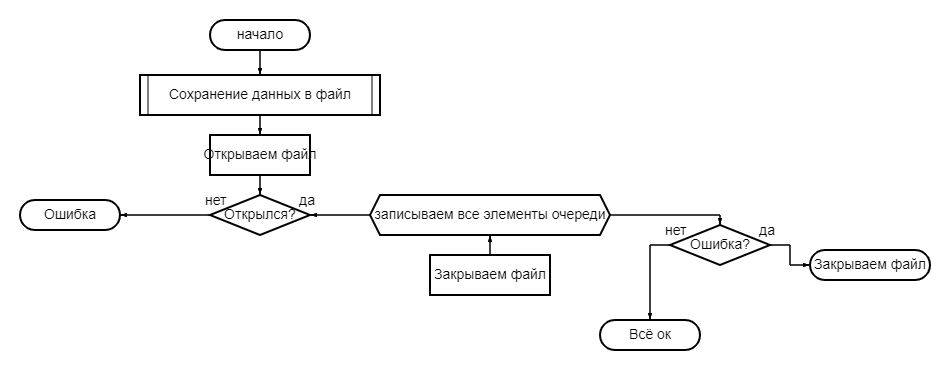 начало
Сохранение данных в файл
Открываем файл
нет
да
Ошибка
Открылся?
записываем все элементы очереди
нет
да
Ошибка?
Закрываем файл
Закрываем файл
Всё ок